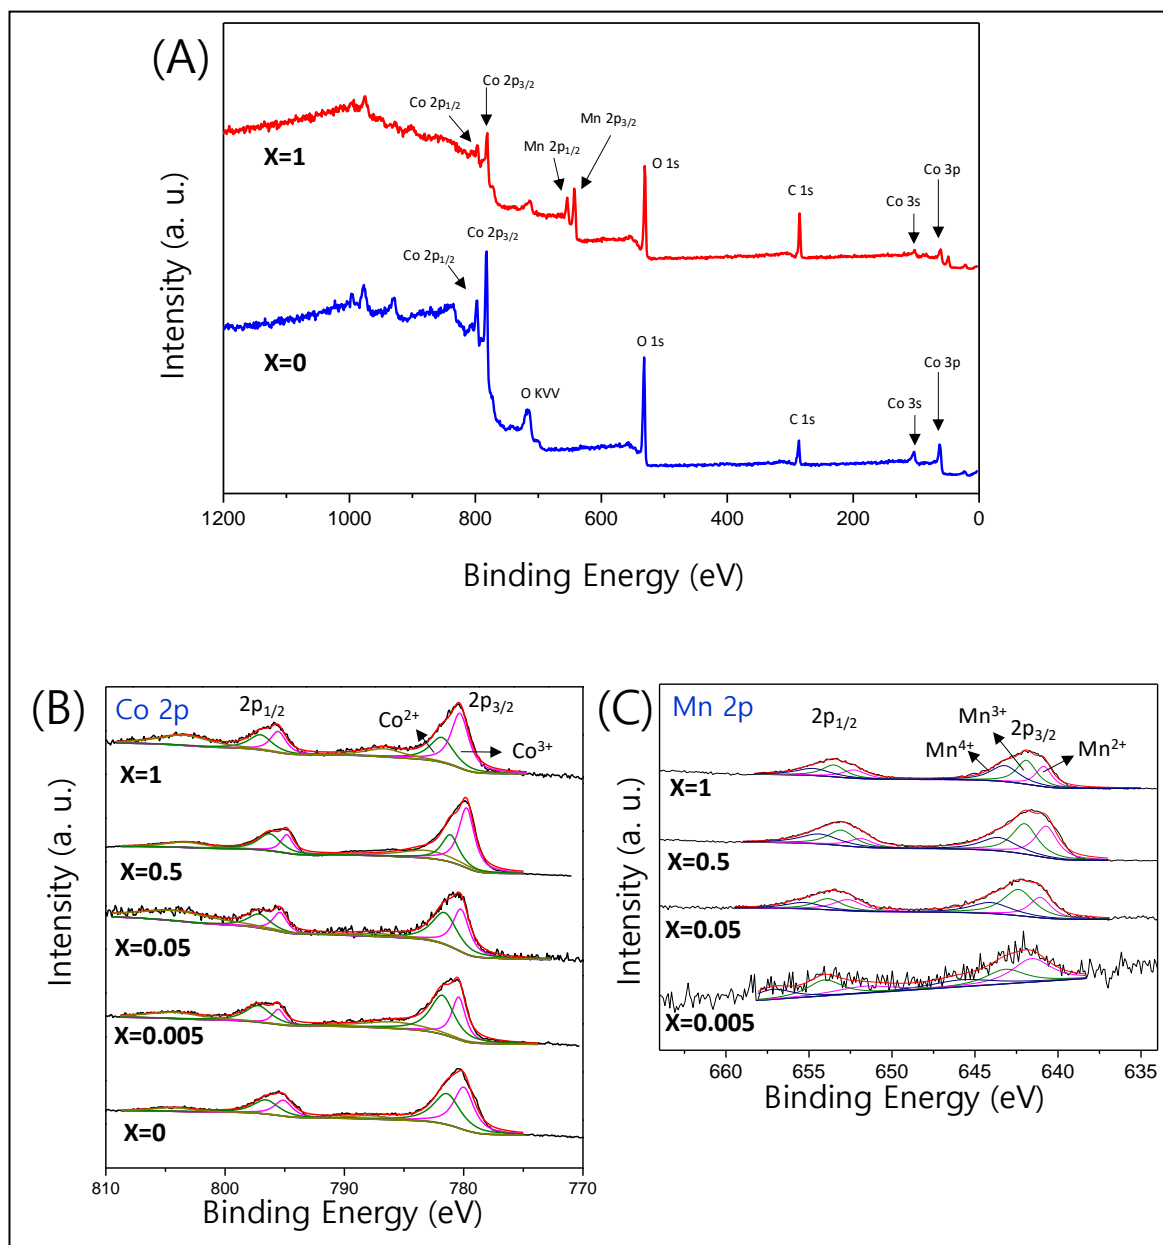 (A)
Co 2p3/2
Co 2p1/2
Mn 2p3/2
Mn 2p1/2
X=1
O 1s
C 1s
Co 3p
Co 3s
Co 2p3/2
Co 2p1/2
X=0
O KVV
O 1s
C 1s
Co 3p
Co 3s
Intensity (a. u.)
1200 1000 800 600 400 200 0
Binding Energy (eV)
(B)
Co 2p
2p1/2
2p3/2
Co2+
Co3+
X=1
X=0.5
X=0.05
X=0.005
X=0
Intensity (a. u.)
810 800 790 780 770
Binding Energy (eV)
(C)
Mn 2p
2p1/2
Mn3+
2p3/2
Mn4+
Mn2+
X=1
X=0.5
X=0.05
X=0.005
Intensity (a. u.)
660 655 650 645 640 635
Binding Energy (eV)